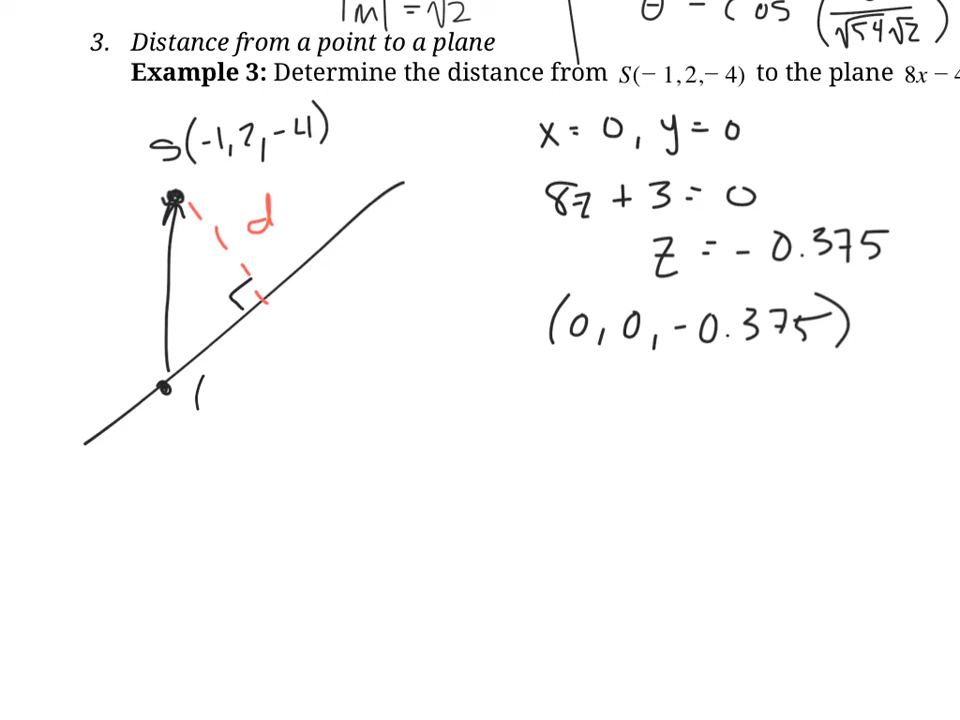 |m| = √2
θ = cos ( / √54 √2 )
3. Distance from a point to a plane
Example 3: Determine the distance from S(− 1,2,− 4) to the plane 8x − 4
S(-1,2,-4)
x = 0, y = 0
d
8z + 3 = 0
z = - 0.375
(0, 0, -0.375)
(